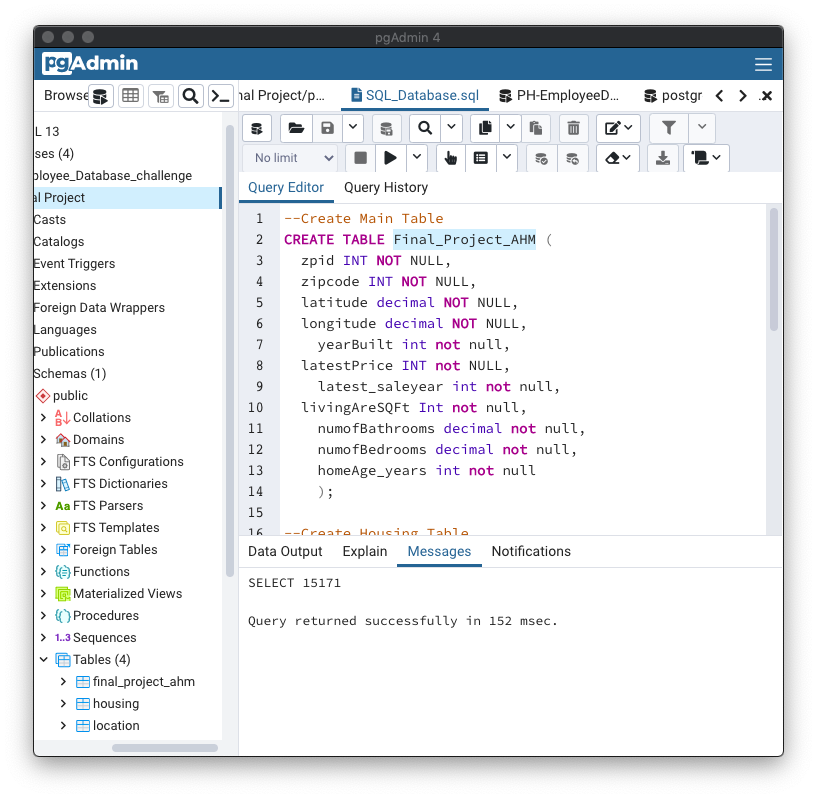 pgAdmin 4
pgAdmin
Browse
nal Project/p...
SQL_Database.sql
PH-EmployeeD...
postgr
L 13
ses (4)
ployee_Database_challenge
al Project
Casts
Catalogs
Event Triggers
Extensions
Foreign Data Wrappers
Languages
Publications
Schemas (1)
public
Collations
Domains
FTS Configurations
FTS Dictionaries
Aa FTS Parsers
FTS Templates
Foreign Tables
Functions
Materialized Views
Procedures
1..3 Sequences
Tables (4)
final_project_ahm
housing
location
No limit
Query Editor Query History
1 --Create Main Table
2 CREATE TABLE Final_Project_AHM (
3 zpid INT NOT NULL,
4 zipcode INT NOT NULL,
5 latitude decimal NOT NULL,
6 longitude decimal NOT NULL,
7 yearBuilt int not null,
8 latestPrice INT not NULL,
9 latest_saleyear int not null,
10 livingAreSQFt Int not null,
11 numofBathrooms decimal not null,
12 numofBedrooms decimal not null,
13 homeAge_years int not null
14 );
15
16 --Create Housing Table
Data Output Explain Messages Notifications
SELECT 15171
Query returned successfully in 152 msec.